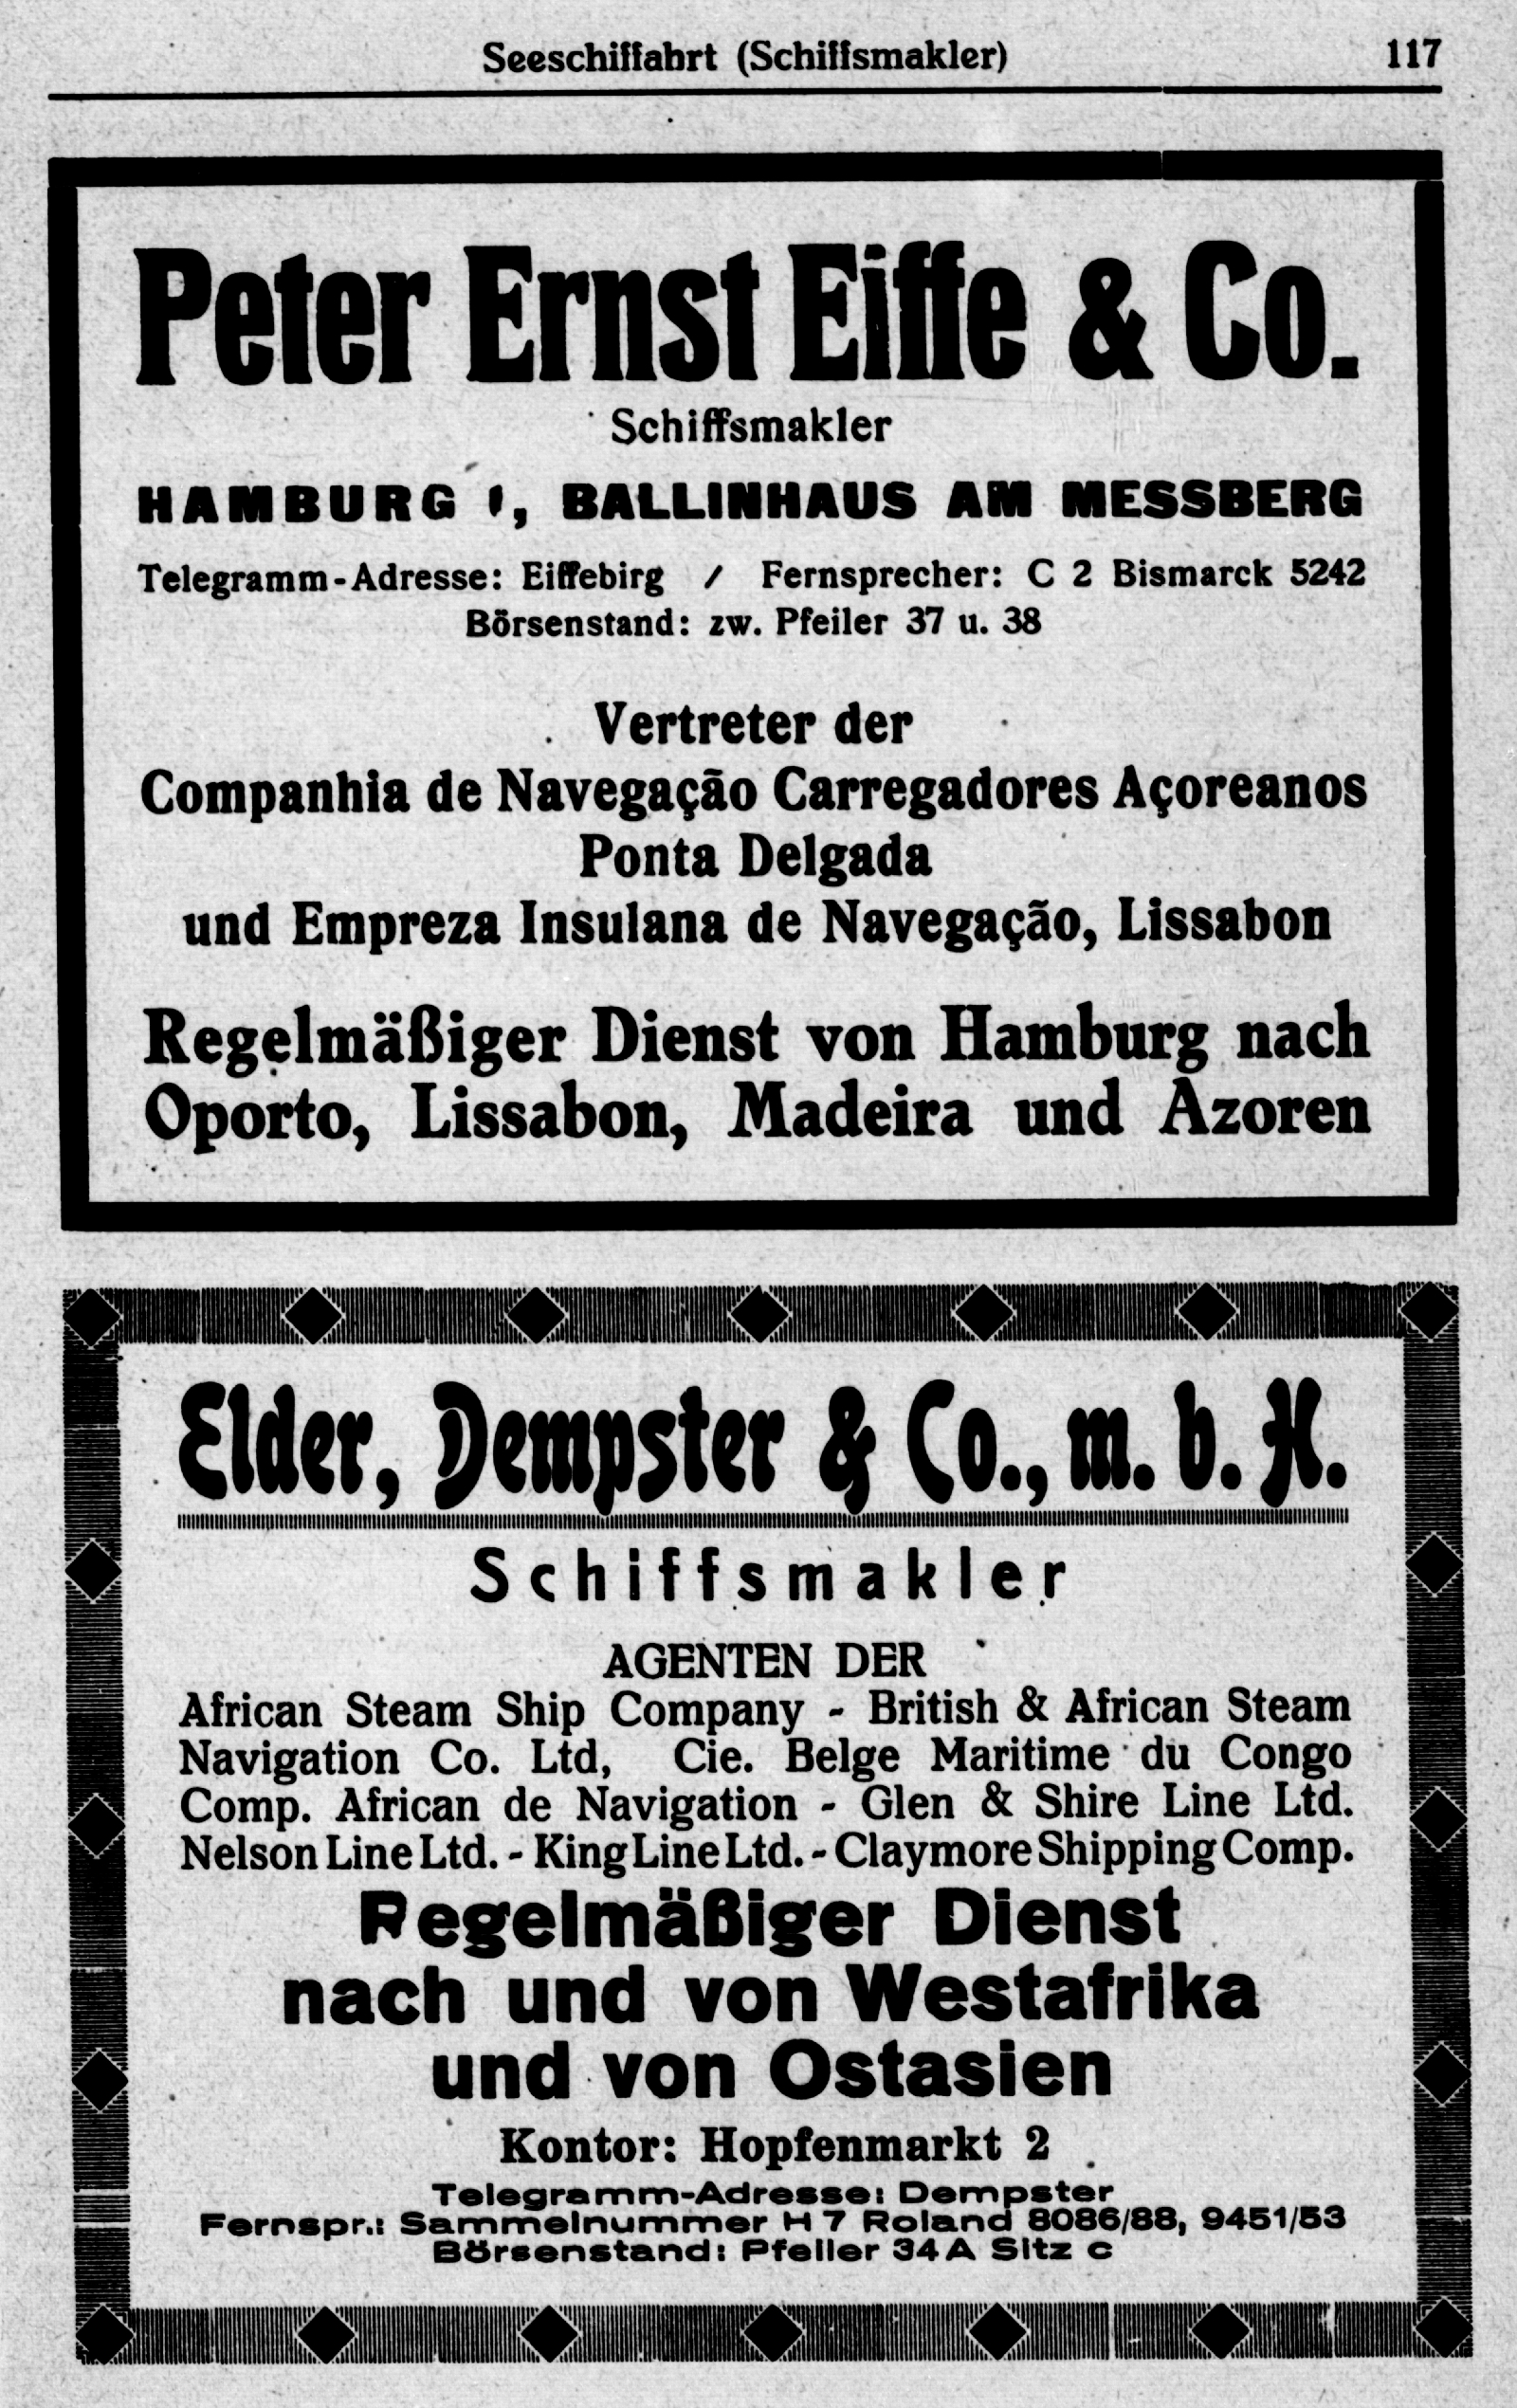 Seeschiffahrt (Schiffsmakler) 117
Peter Ernst Eiffe & Co.
Schiffsmakler
HAMBURG 1, BALLINHAUS AM MESSBERG
Telegramm-Adresse: Eiffebirg / Fernsprecher: C 2 Bismarck 5242
Börsenstand: zw. Pfeiler 37 u. 38
Vertreter der
Companhia de Navegação Carregadores Açoreanos
Ponta Delgada
und Empreza Insulana de Navegação, Lissabon
Regelmäßiger Dienst von Hamburg nach
Oporto, Lissabon, Madeira und Azoren
Elder, Dempster & Co., m. b. H.
Schiffsmakler
AGENTEN DER
African Steam Ship Company - British & African Steam
Navigation Co. Ltd, Cie. Belge Maritime du Congo
Comp. African de Navigation - Glen & Shire Line Ltd.
Nelson Line Ltd. - King Line Ltd. - Claymore Shipping Comp.
Regelmäßiger Dienst
nach und von Westafrika
und von Ostasien
Kontor: Hopfenmarkt 2
Telegramm-Adresse: Dempster
Fernspr.: Sammelnummer H 7 Roland 8086/88, 9451/53
Börsenstand: Pfeiler 34 A Sitz c